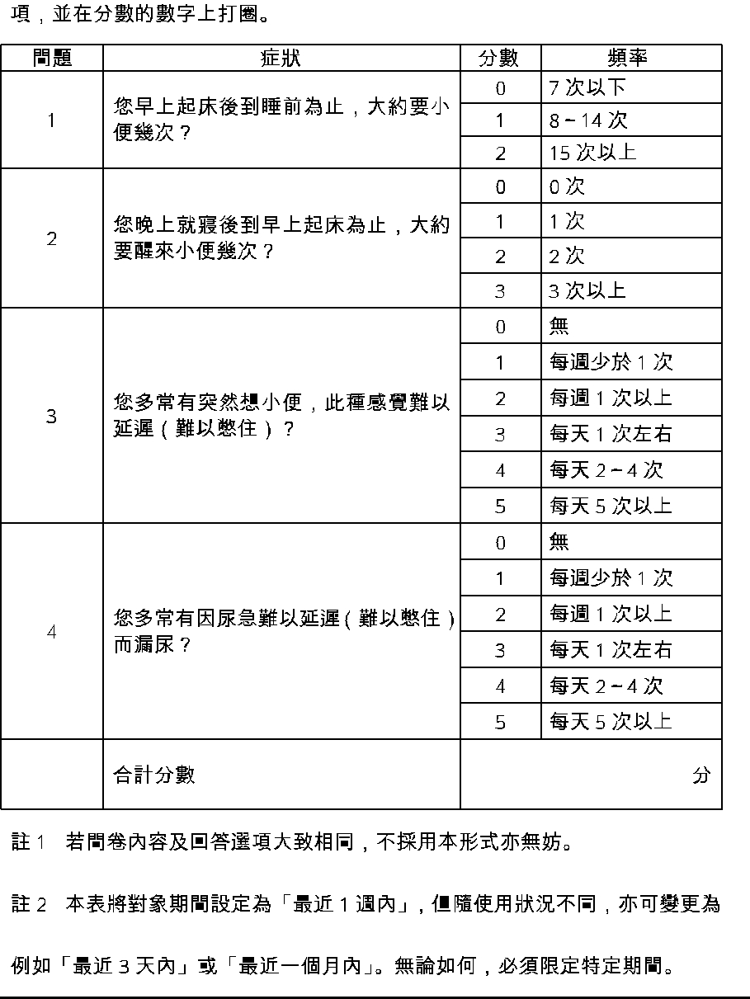 項，並在分數的數字上打圈。
問題 症狀 分數 頻率
1 您早上起床後到睡前為止，大約要小
便幾次？
0 7 次以下
1 8－14 次
2 15 次以上
2 您晚上就寢後到早上起床為止，大約
要醒來小便幾次？
0 0 次
1 1 次
2 2 次
3 3 次以上
3 您多常有突然想小便，此種感覺難以
延遲（難以憋住）？
0 無
1 每週少於 1 次
2 每週 1 次以上
3 每天 1 次左右
4 每天 2－4 次
5 每天 5 次以上
4 您多常有因尿急難以延遲（難以憋住）
而漏尿？
0 無
1 每週少於 1 次
2 每週 1 次以上
3 每天 1 次左右
4 每天 2－4 次
5 每天 5 次以上
合計分數 分
註 1 若問卷內容及回答選項大致相同，不採用本形式亦無妨。
註 2 本表將對象期間設定為「最近 1 週內」，但隨使用狀況不同，亦可變更為
例如「最近 3 天內」或「最近一個月內」。無論如何，必須限定特定期間。